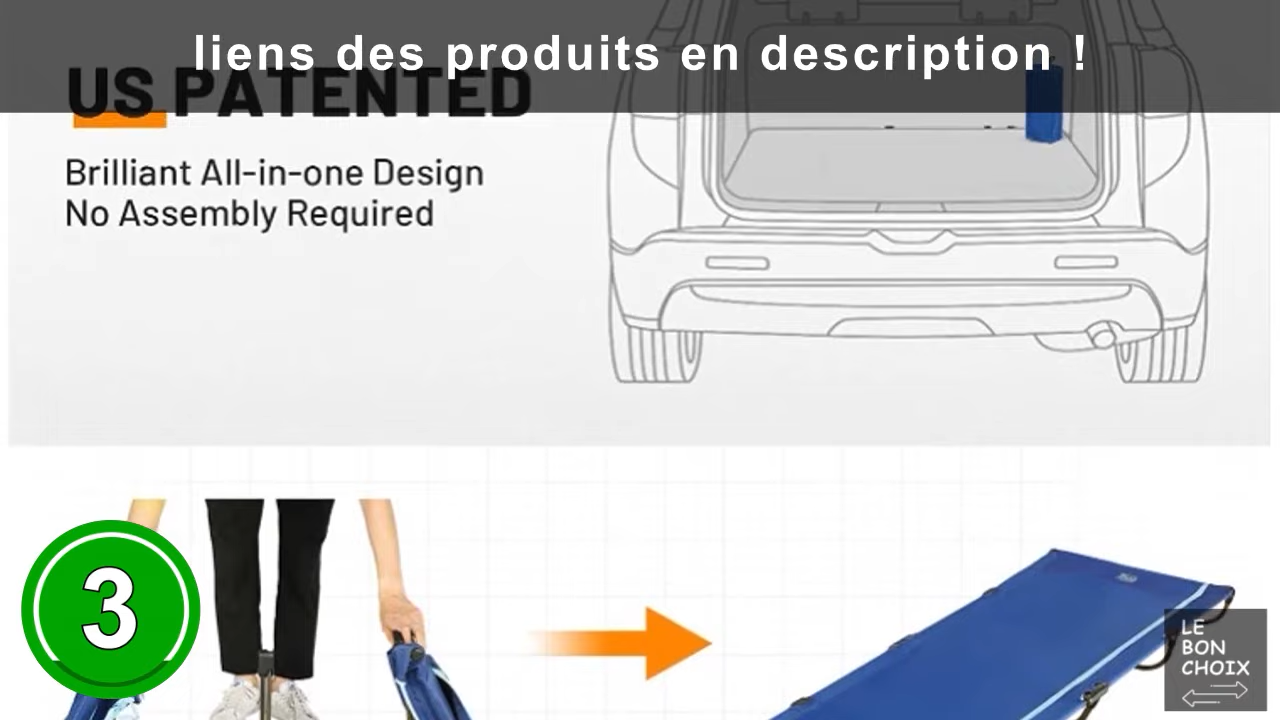 liens des produits en description !
US PATENTED
Brilliant All-in-one Design
No Assembly Required
3
LE
BON
CHOIX